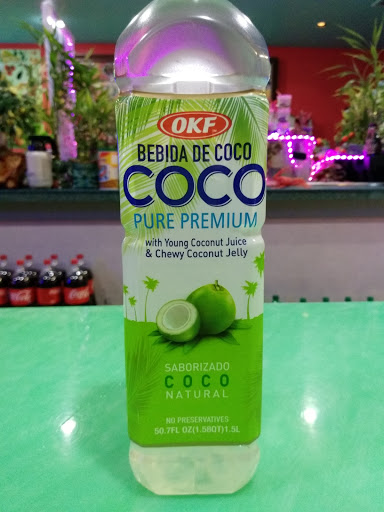 OKF.
BEBIDA DE COCO
COCO
PURE PREMIUM
with Young Coconut Juice
& Chewy Coconut Jelly
SABORIZADO
COCO
NATURAL
NO PRESERVATIVES
50.7FL OZ(1.58QT)1.5L